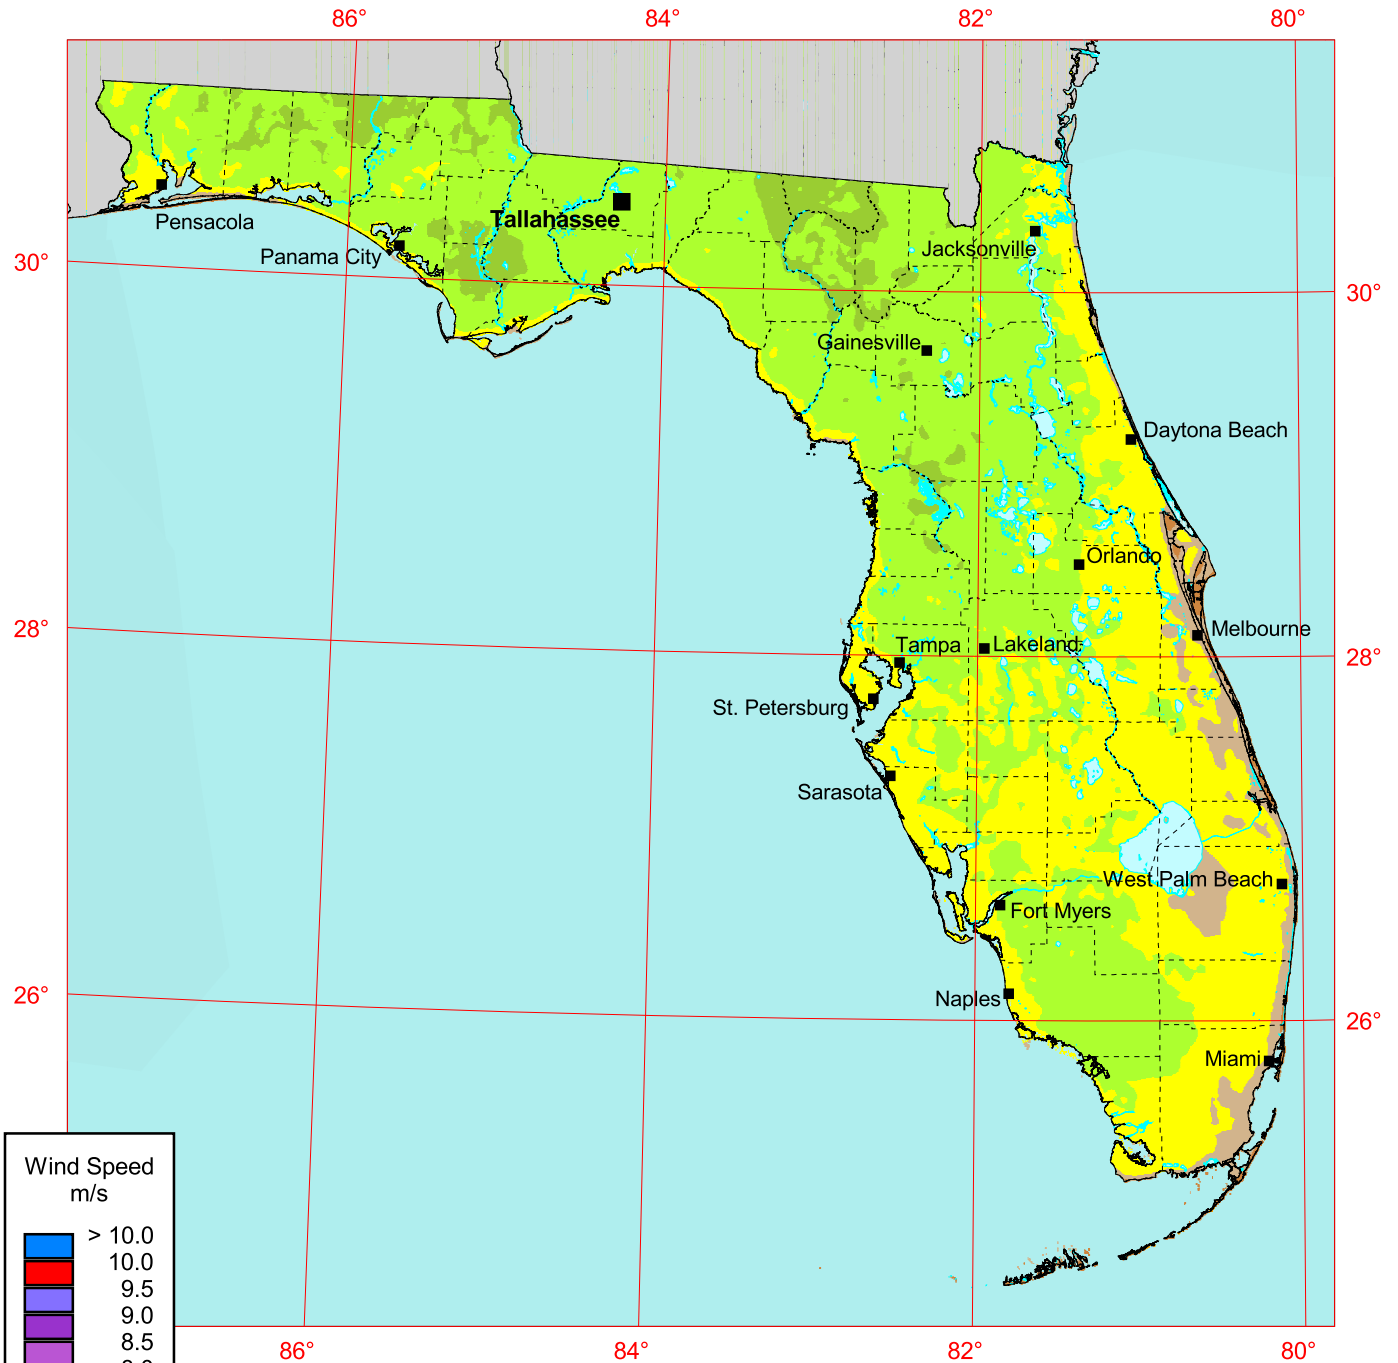 86°
84°
82°
80°
Pensacola
Tallahassee
Panama City
Jacksonville
30°
30°
Gainesville
Daytona Beach
Orlando
28°
Melbourne
Tampa
Lakeland
28°
St. Petersburg
Sarasota
West Palm Beach
Fort Myers
26°
Naples
26°
Miami
Wind Speed
m/s
> 10.0
10.0
9.5
9.0
8.5
86°
84°
82°
80°